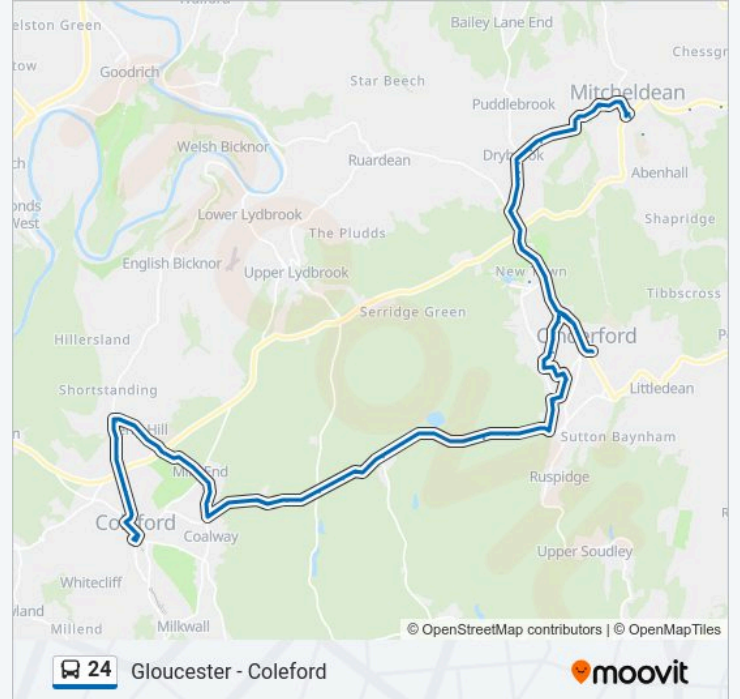 Bailey Lane End
elston Green
Goodrich
Star Beech
Chessgr
Mitcheldean
Puddlebrook
Welsh Bicknor
Ruardean
Abenhall
Lower Lydbrook
Shapridge
The Pludds
English Bicknor
Upper Lydbrook
New Town
Tibbscross
Serridge Green
Hillersland
Shortstanding
Littledean
Sutton Baynham
Ruspidge
Coalway
Upper Soudley
Whitecliff
Milkwall
Millend
© OpenStreetMap contributors | © OpenMapTiles
24 Gloucester - Coleford
moovit